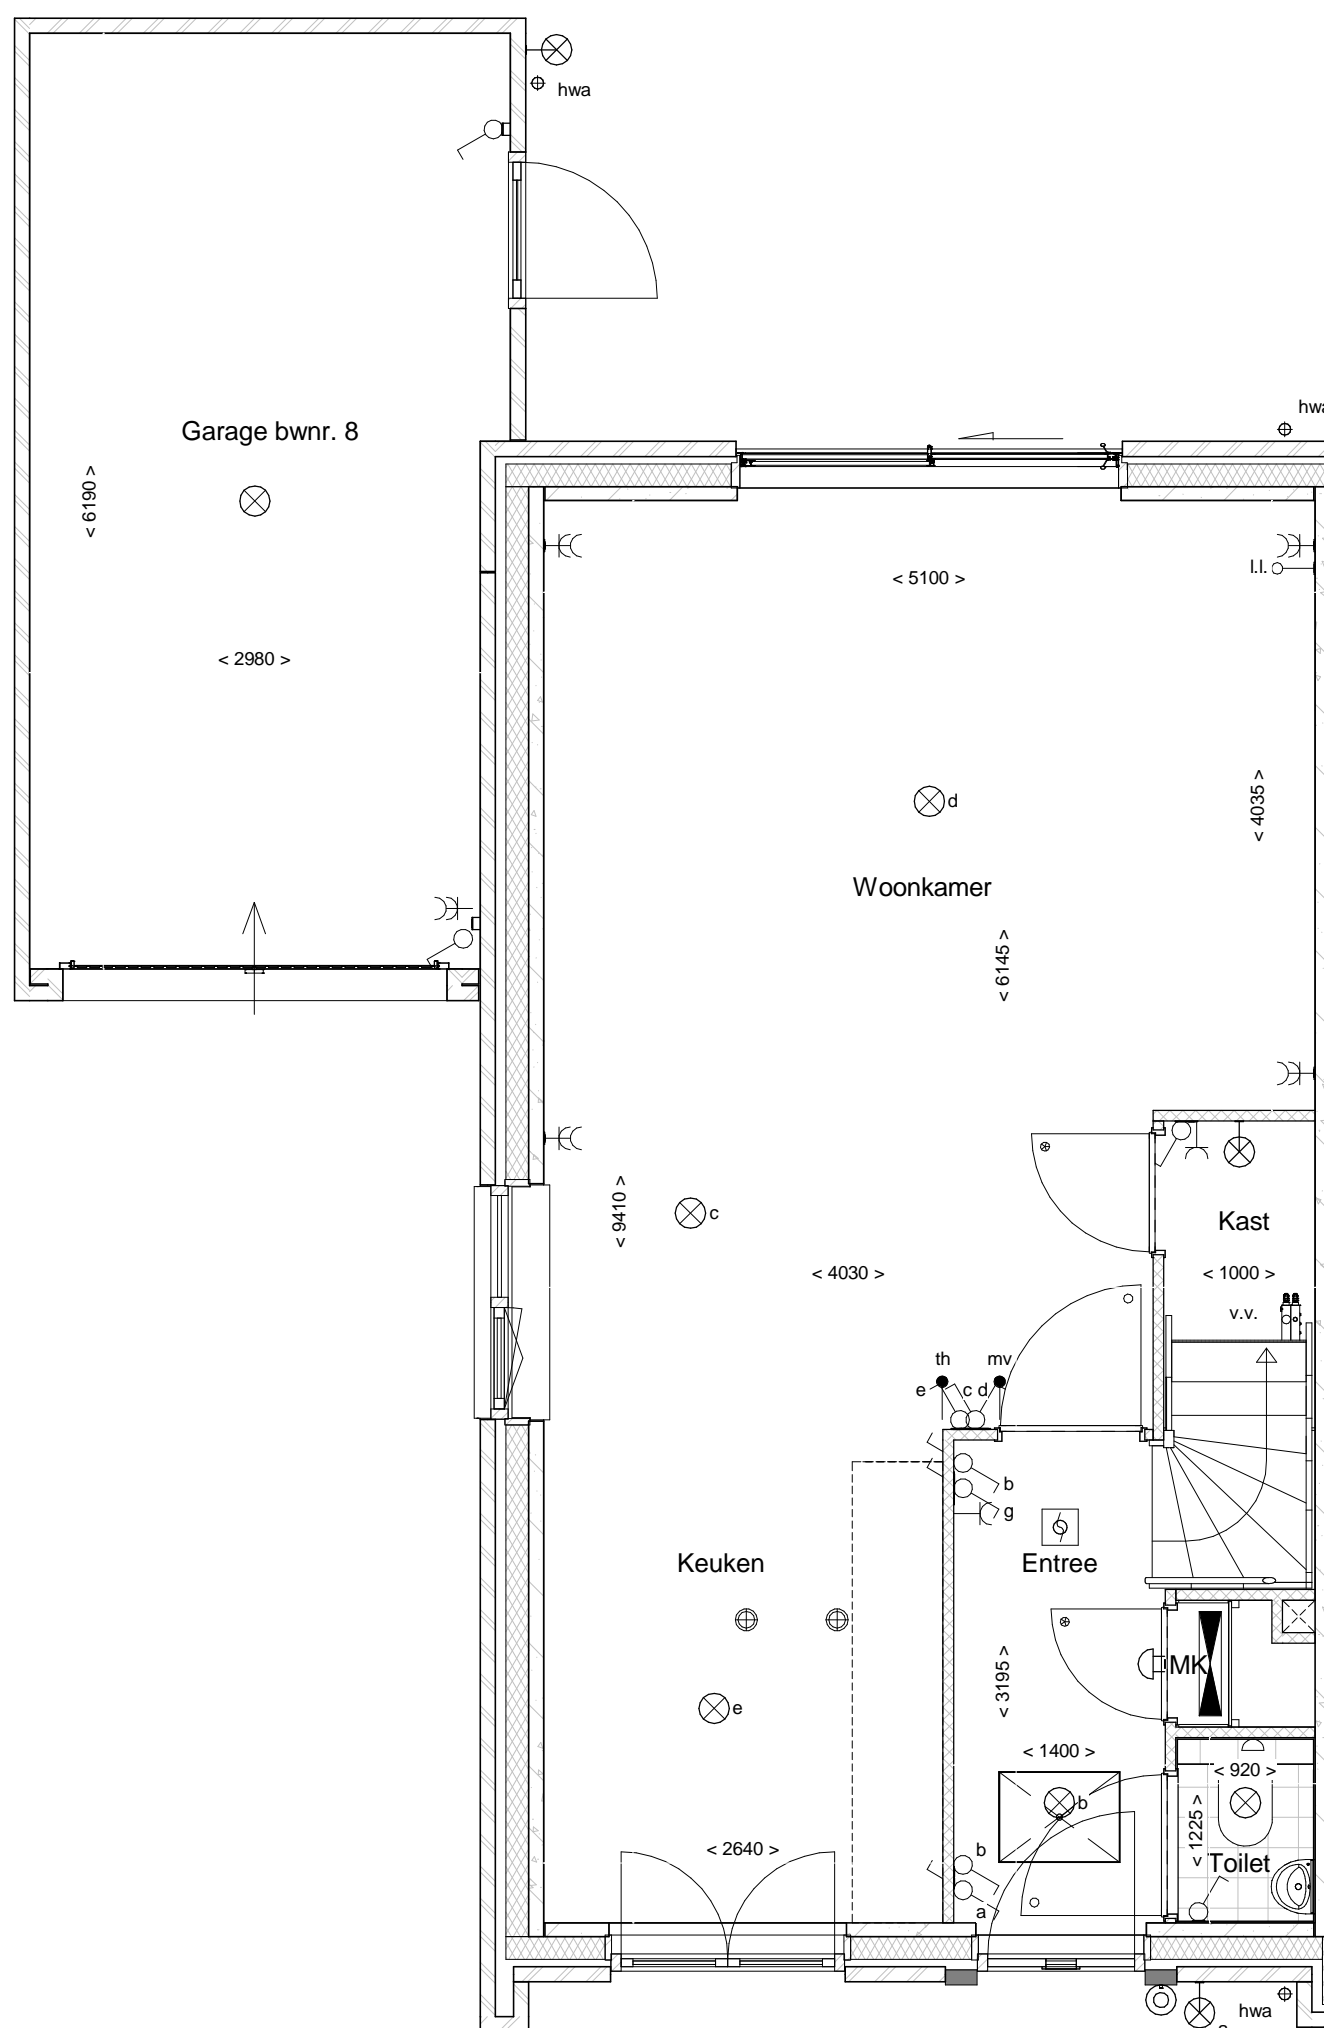 hwa
Garage bwnr. 8
< 6190 >
< 2980 >
hwa
< 5100 >
l.l.
d
< 4035 >
Woonkamer
< 6145 >
< 9410 >
c
< 4030 >
Kast
< 1000 >
v.v.
th
mv
e
c
d
b
g
Keuken
Entree
MK
< 3195 >
e
< 1400 >
b
< 920 >
< 1225 >
Toilet
< 2640 >
b
a
hwa